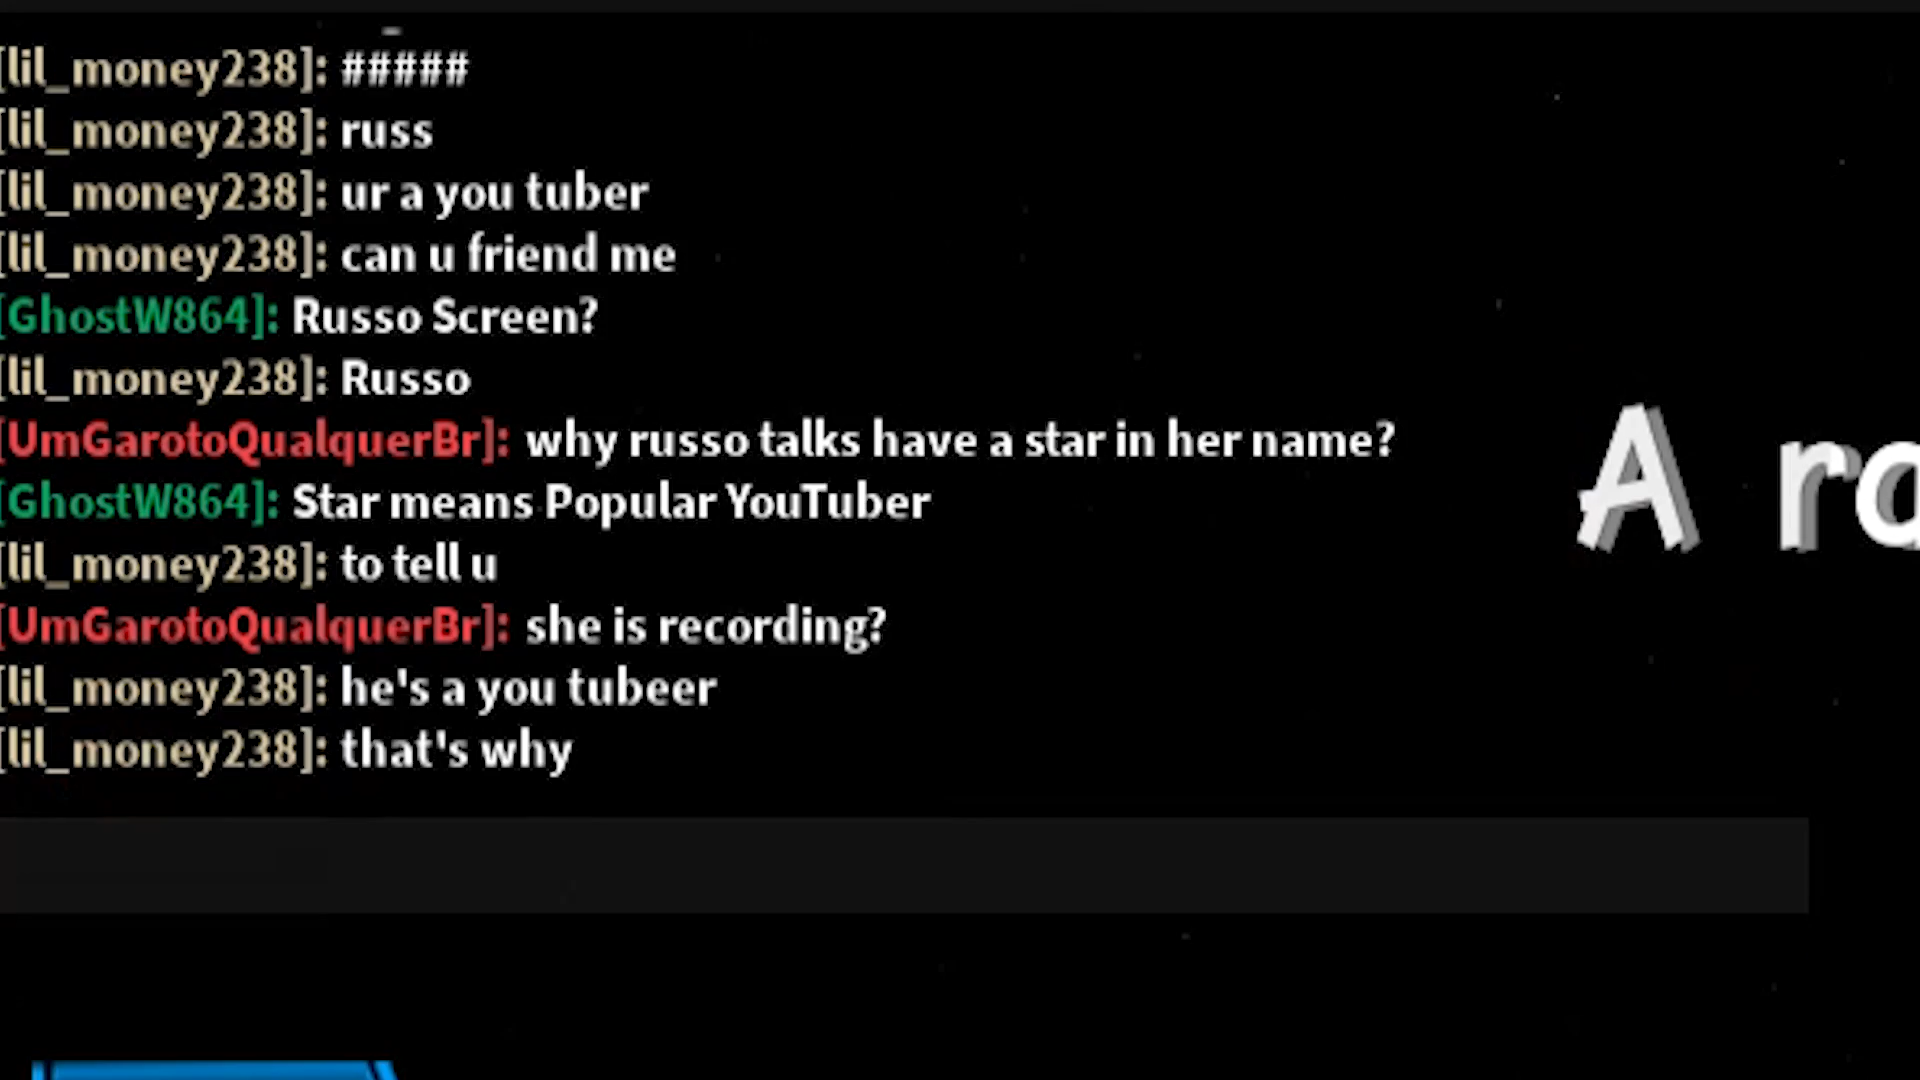 [lil_money238]: #####
[lil_money238]: russ
[lil_money238]: ur a you tuber
[lil_money238]: can u friend me
[GhostW864]: Russo Screen?
[lil_money238]: Russo
[UmGarotoQualquerBr]: why russo talks have a star in her name?
[GhostW864]: Star means Popular YouTuber
[lil_money238]: to tell u
[UmGarotoQualquerBr]: she is recording?
[lil_money238]: he's a you tubeer
[lil_money238]: that's why
A